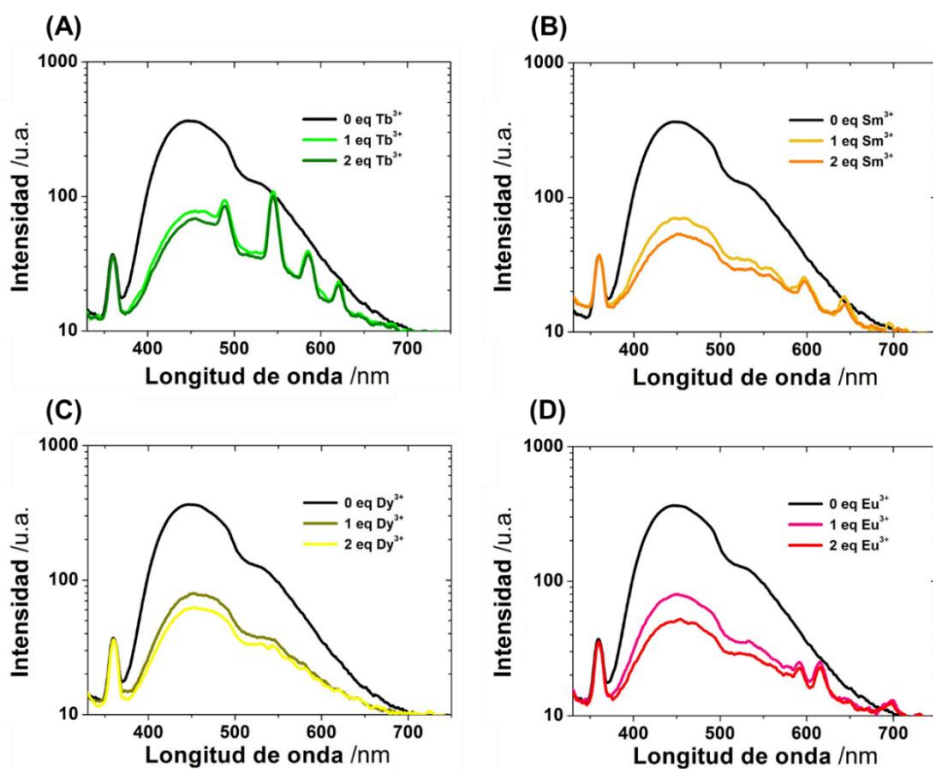 (A)
1000
100
10
Intensidad /u.a.
0 eq Tb³⁺
1 eq Tb³⁺
2 eq Tb³⁺
400 500 600 700
Longitud de onda /nm
(B)
1000
100
10
Intensidad /u.a.
0 eq Sm³⁺
1 eq Sm³⁺
2 eq Sm³⁺
400 500 600 700
Longitud de onda /nm
(C)
1000
100
10
Intensidad /u.a.
0 eq Dy³⁺
1 eq Dy³⁺
2 eq Dy³⁺
400 500 600 700
Longitud de onda /nm
(D)
1000
100
10
Intensidad /u.a.
0 eq Eu³⁺
1 eq Eu³⁺
2 eq Eu³⁺
400 500 600 700
Longitud de onda /nm